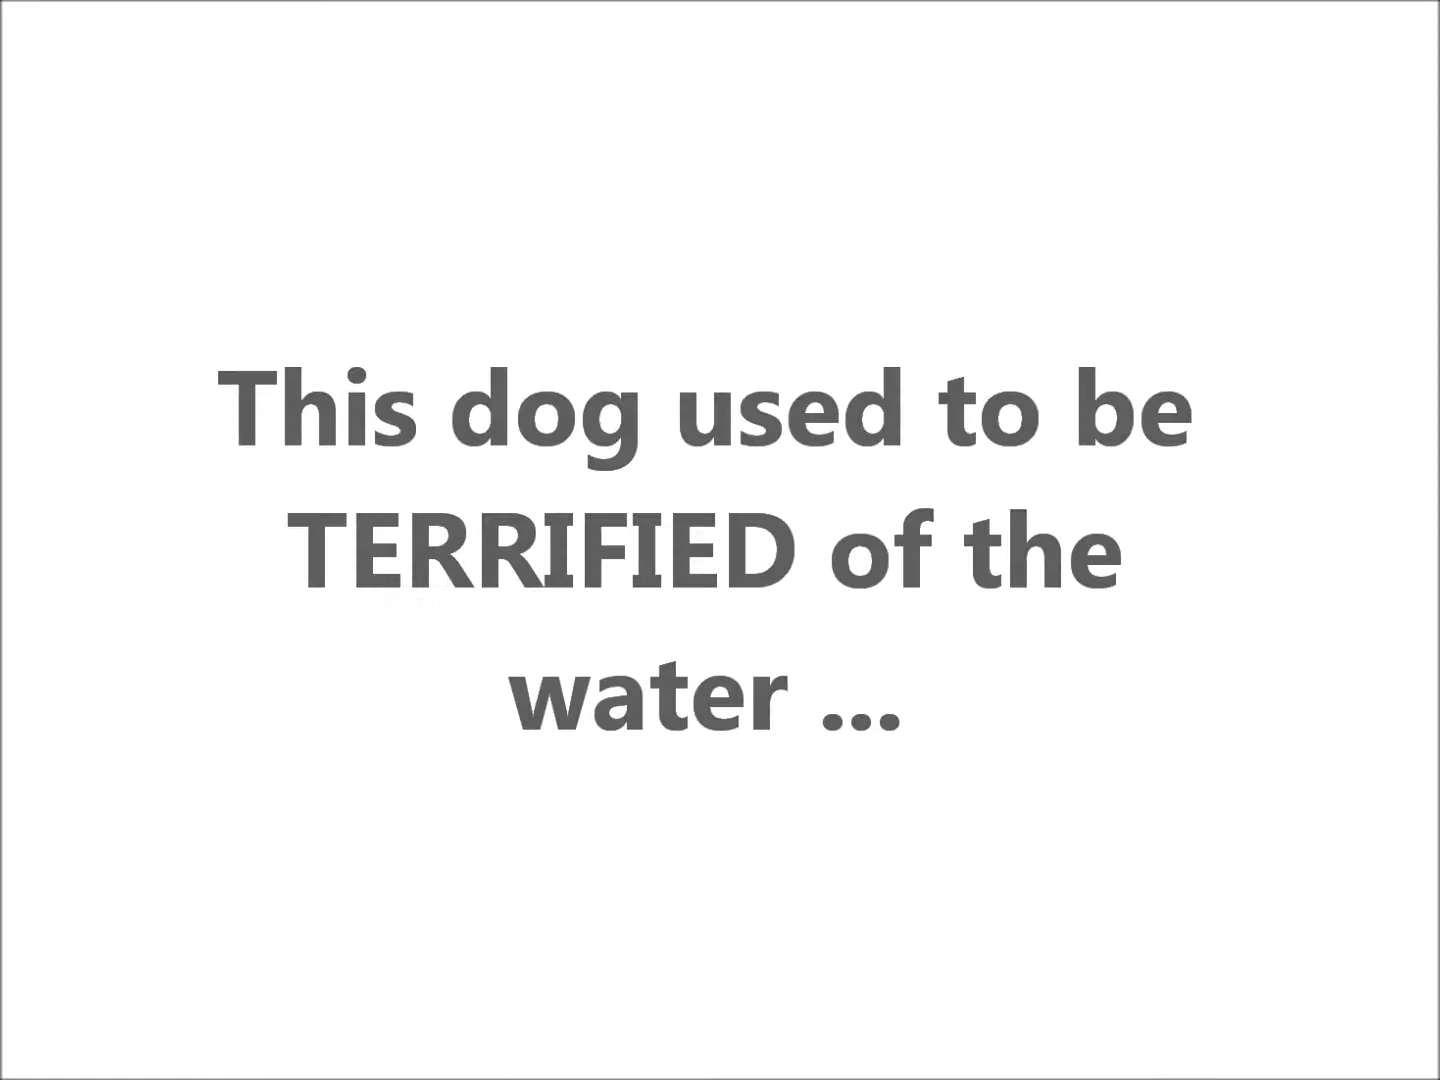 This dog used to be
TERRIFIED of the
water ...